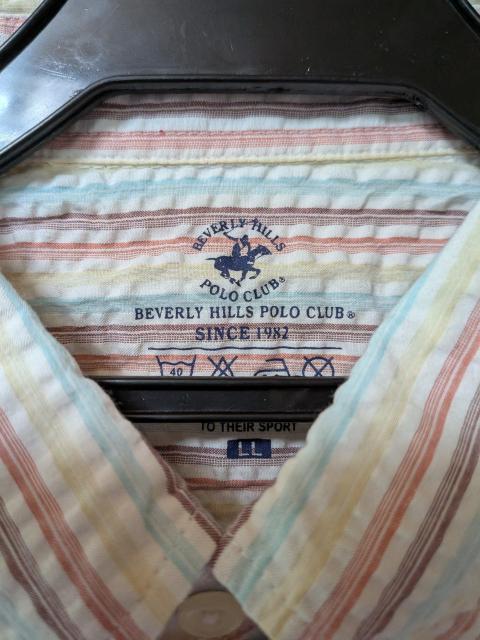 BEVERLY HILLS
POLO CLUB®
BEVERLY HILLS POLO CLUB®
SINCE 1982
40
TO THEIR SPORT
LL